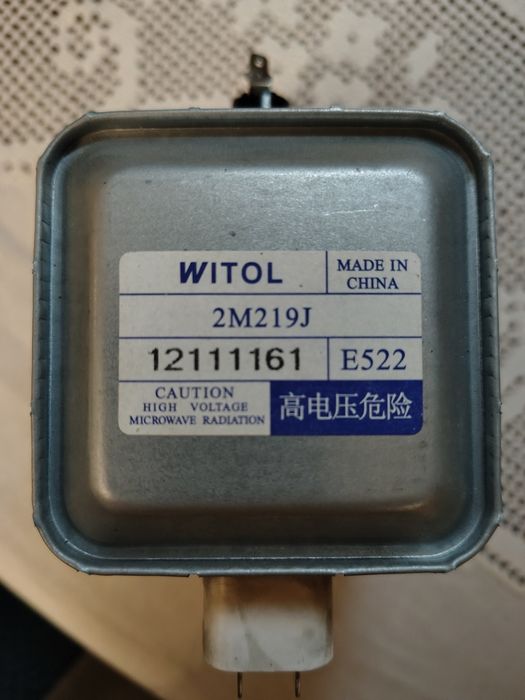 WITOL
MADE IN
CHINA
2M219J
12111161
E522
CAUTION
HIGH VOLTAGE
MICROWAVE RADIATION
高电压危险